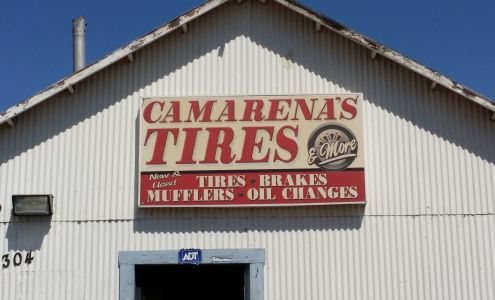 CAMARENA'S
TIRES
& More
New &
Used
TIRES • BRAKES
MUFFLERS • OIL CHANGES
304
ADT